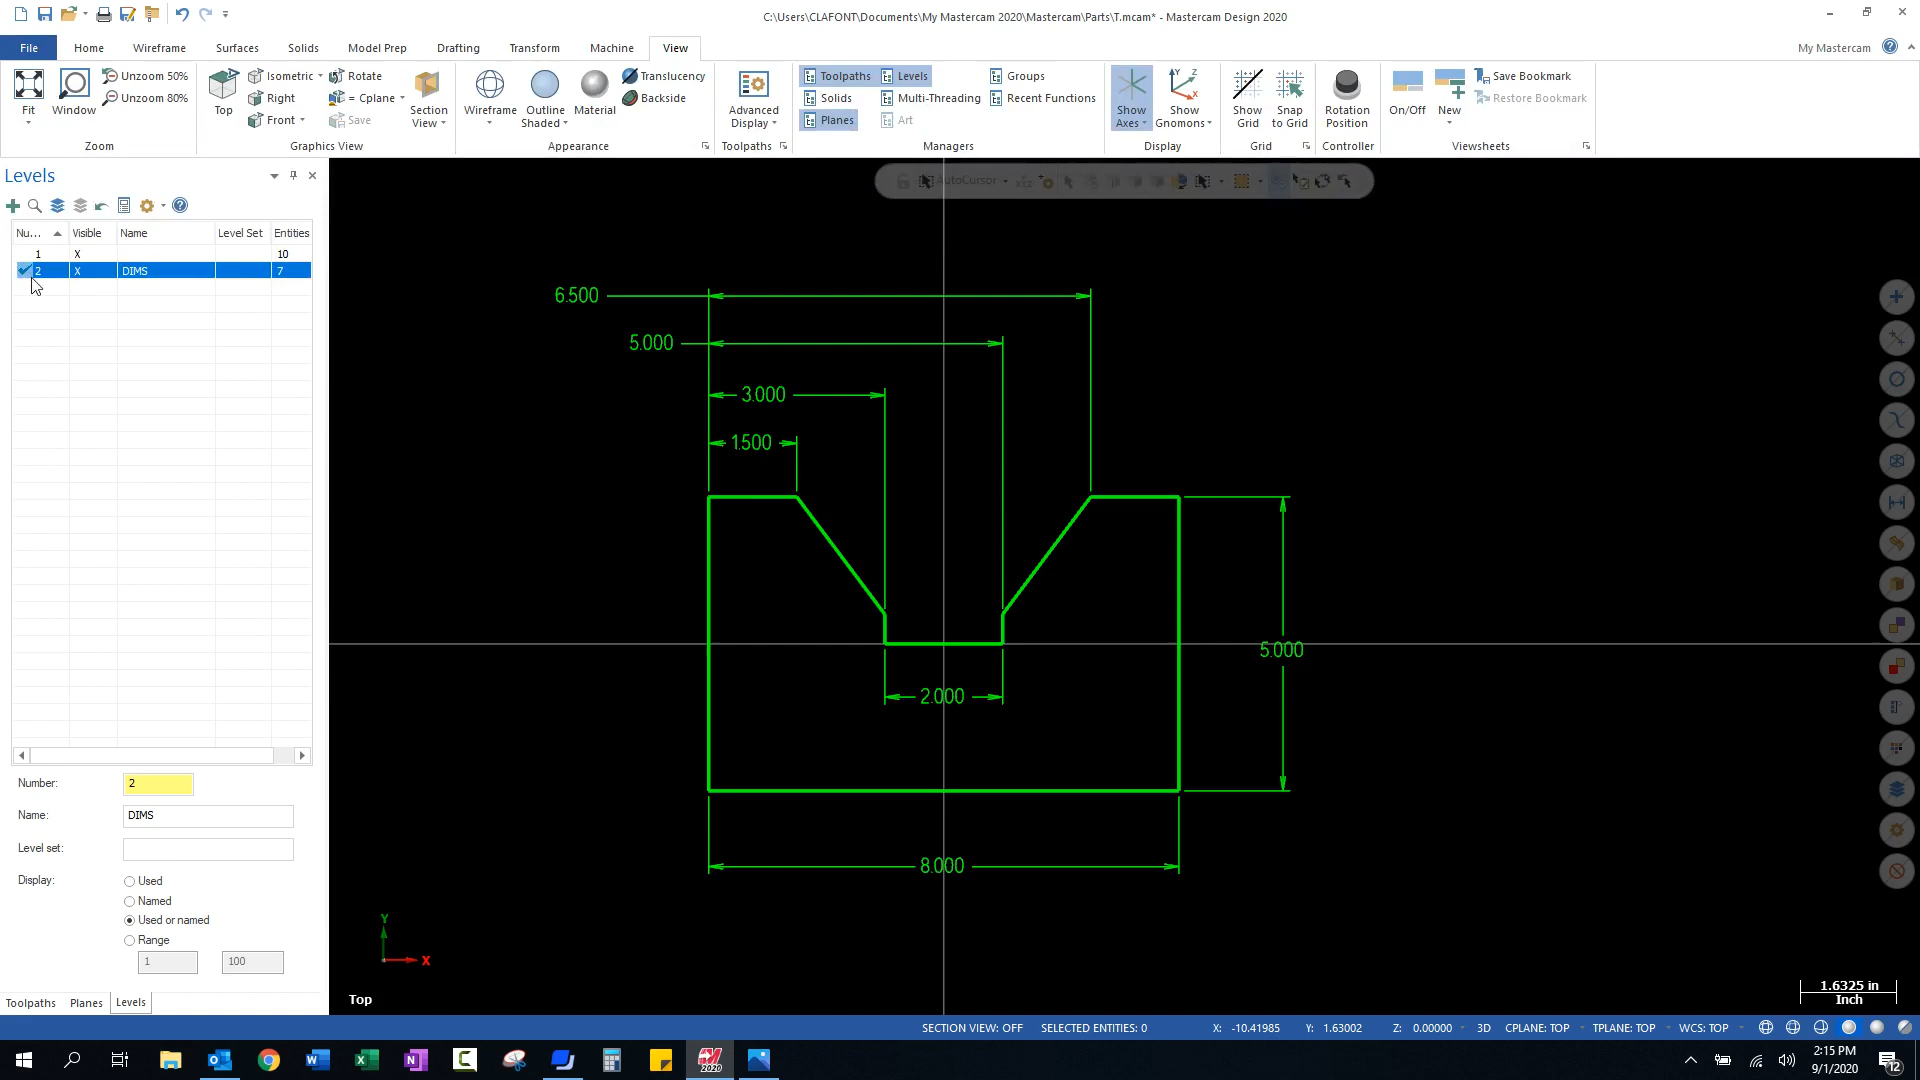 C:\Users\CLAFONT\Documents\My Mastercam 2020\Mastercam\Parts\T.mcam* - Mastercam Design 2020
File Home Wireframe Surfaces Solids Model Prep Drafting Transform Machine View My Mastercam
Fit Window Unzoom 50% Unzoom 80%
Zoom
Top Isometric Right Front Rotate = Cplane Save Section View
Graphics View
Wireframe Outline Shaded Material Translucency Backside
Appearance
Advanced Display
Toolpaths
Toolpaths Solids Planes Levels Multi-Threading Art Groups Recent Functions
Managers
Show Axes Show Gnomons
Display
Show Grid Snap to Grid
Grid
Rotation Position
Controller
On/Off New Save Bookmark Restore Bookmark
Viewsheets
Levels
Nu... Visible Name Level Set Entities
1 X 10
2 X DIMS 7
Number: 2
Name: DIMS
Level set:
Display: Used
Named
Used or named
Range
1 100
Toolpaths Planes Levels
AutoCursor
6.500
5.000
3.000
1.500
5.000
2.000
8.000
Y
X
Top
1.6325 in
Inch
SECTION VIEW: OFF SELECTED ENTITIES: 0 X: -10.41985 Y: 1.63002 Z: 0.00000 3D CPLANE: TOP TPLANE: TOP WCS: TOP
2:15 PM
9/1/2020
12
2020